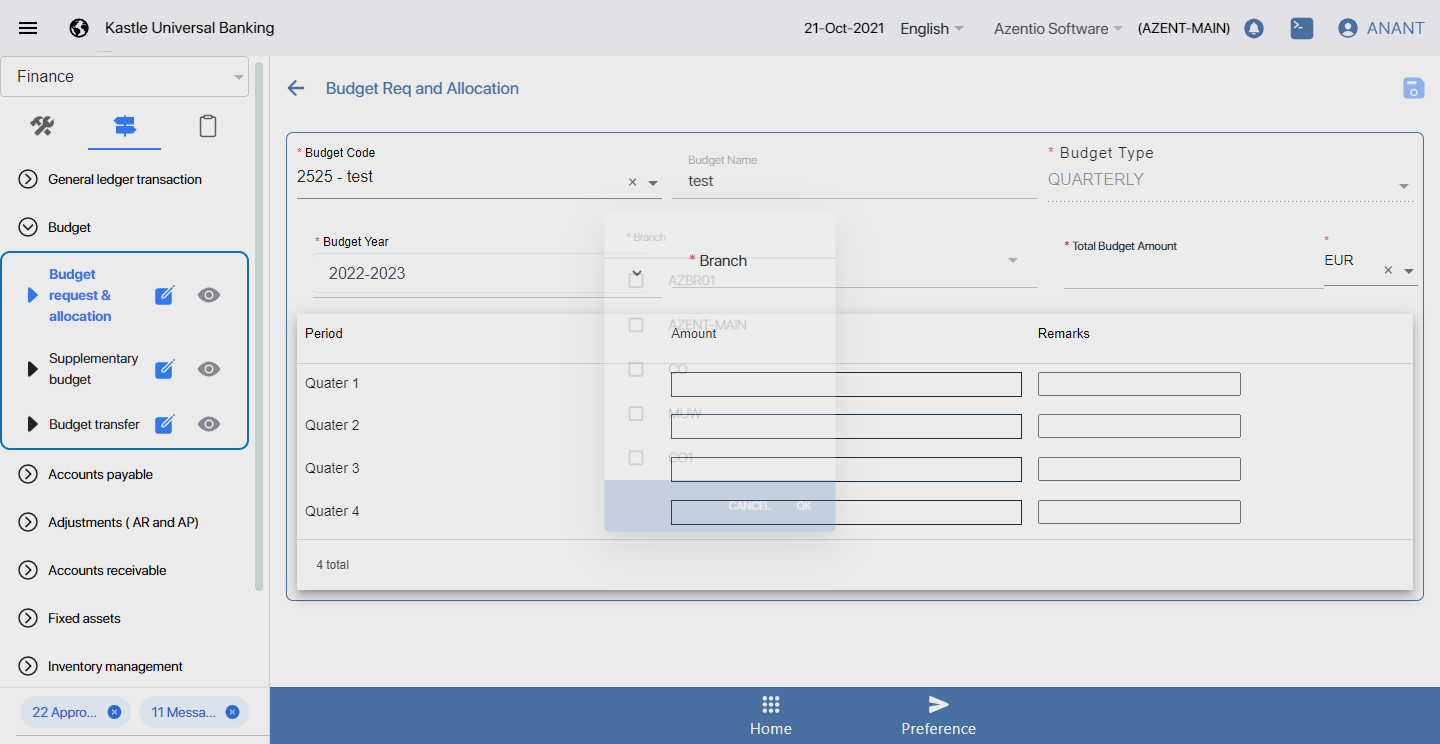 Kastle Universal Banking
21-Oct-2021 English Azentio Software (AZENT-MAIN) ANANT
Finance
General ledger transaction
Budget
Budget
request &
allocation
Supplementary
budget
Budget transfer
Accounts payable
Adjustments ( AR and AP)
Accounts receivable
Fixed assets
Inventory management
22 Appro...
11 Messa...
Budget Req and Allocation
* Budget Code
2525 - test
×
Budget Name
test
* Budget Type
QUARTERLY
* Budget Year
2022-2023
* Branch
* Total Budget Amount
*
EUR
×
* Branch
AZBR01
AZENT-MAIN
CO
MUW
CO1
CANCEL OK
Period Amount Remarks
Quater 1
Quater 2
Quater 3
Quater 4
4 total
Home
Preference